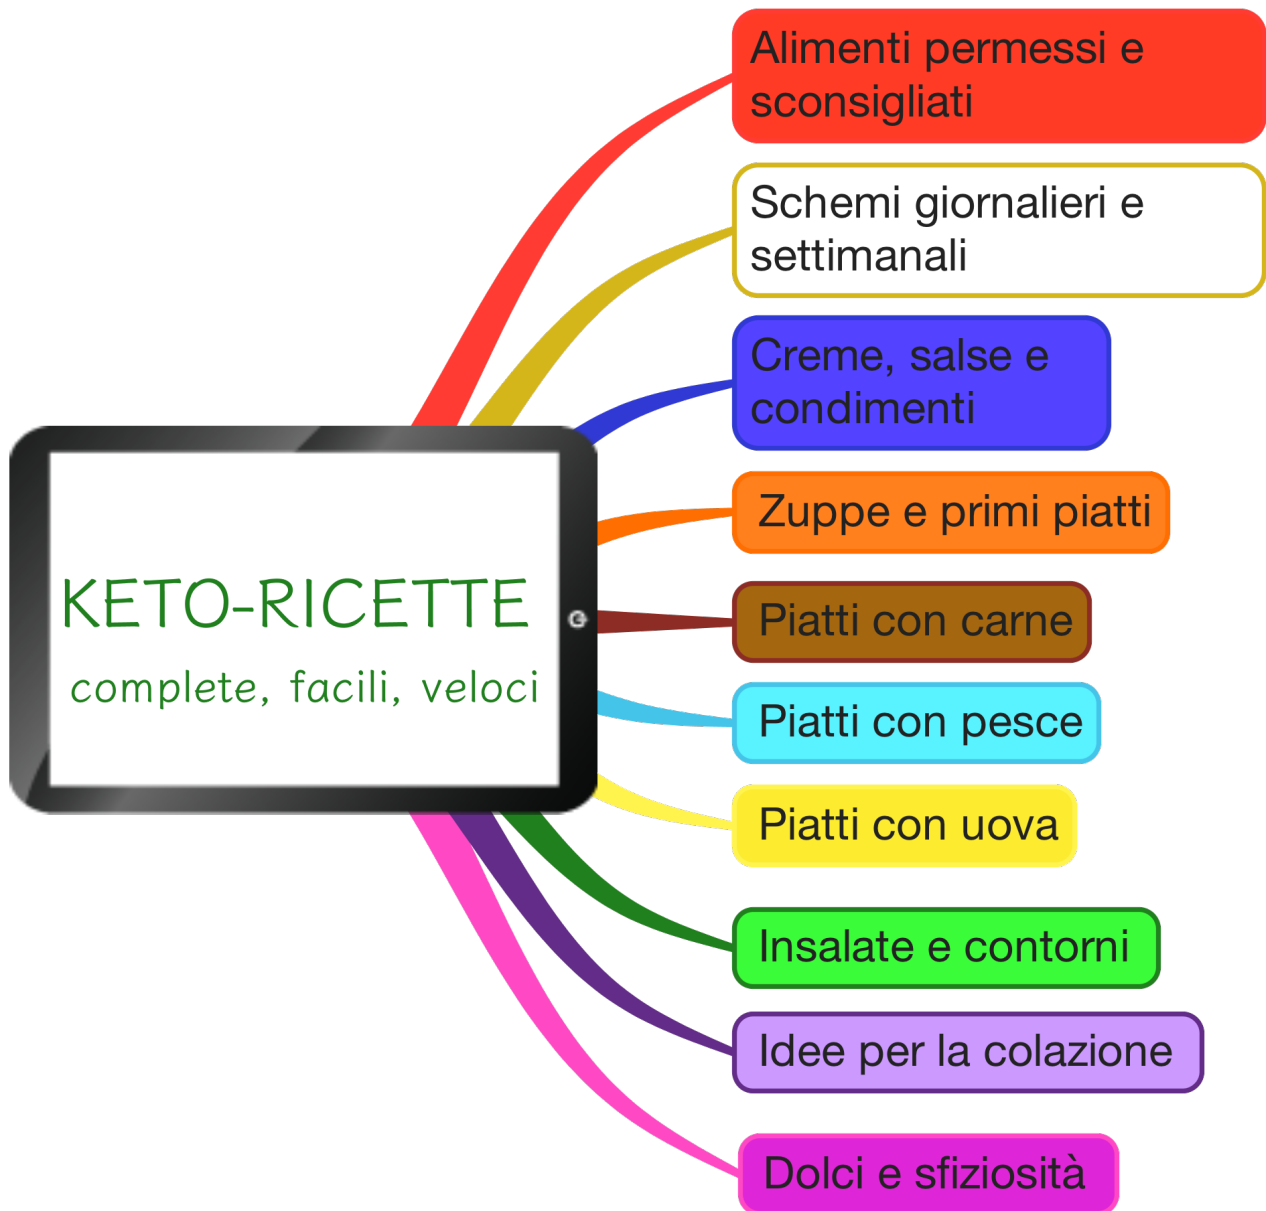 KETO-RICETTE
complete, facili, veloci
Alimenti permessi e
sconsigliati
Schemi giornalieri e
settimanali
Creme, salse e
condimenti
Zuppe e primi piatti
Piatti con carne
Piatti con pesce
Piatti con uova
Insalate e contorni
Idee per la colazione
Dolci e sfiziosità